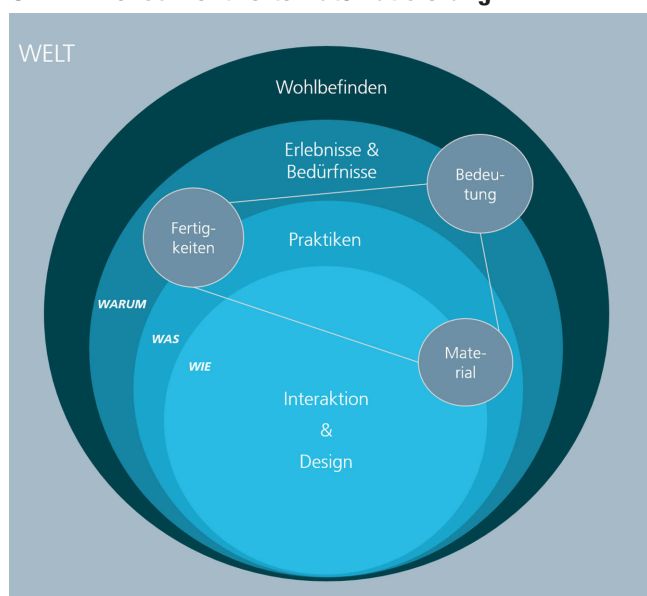 WELT
Wohlbefinden
Erlebnisse &
Bedürfnisse
Bedeu-
tung
Fertig-
keiten
Praktiken
WARUM
WAS
WIE
Mate-
rial
Interaktion
&
Design